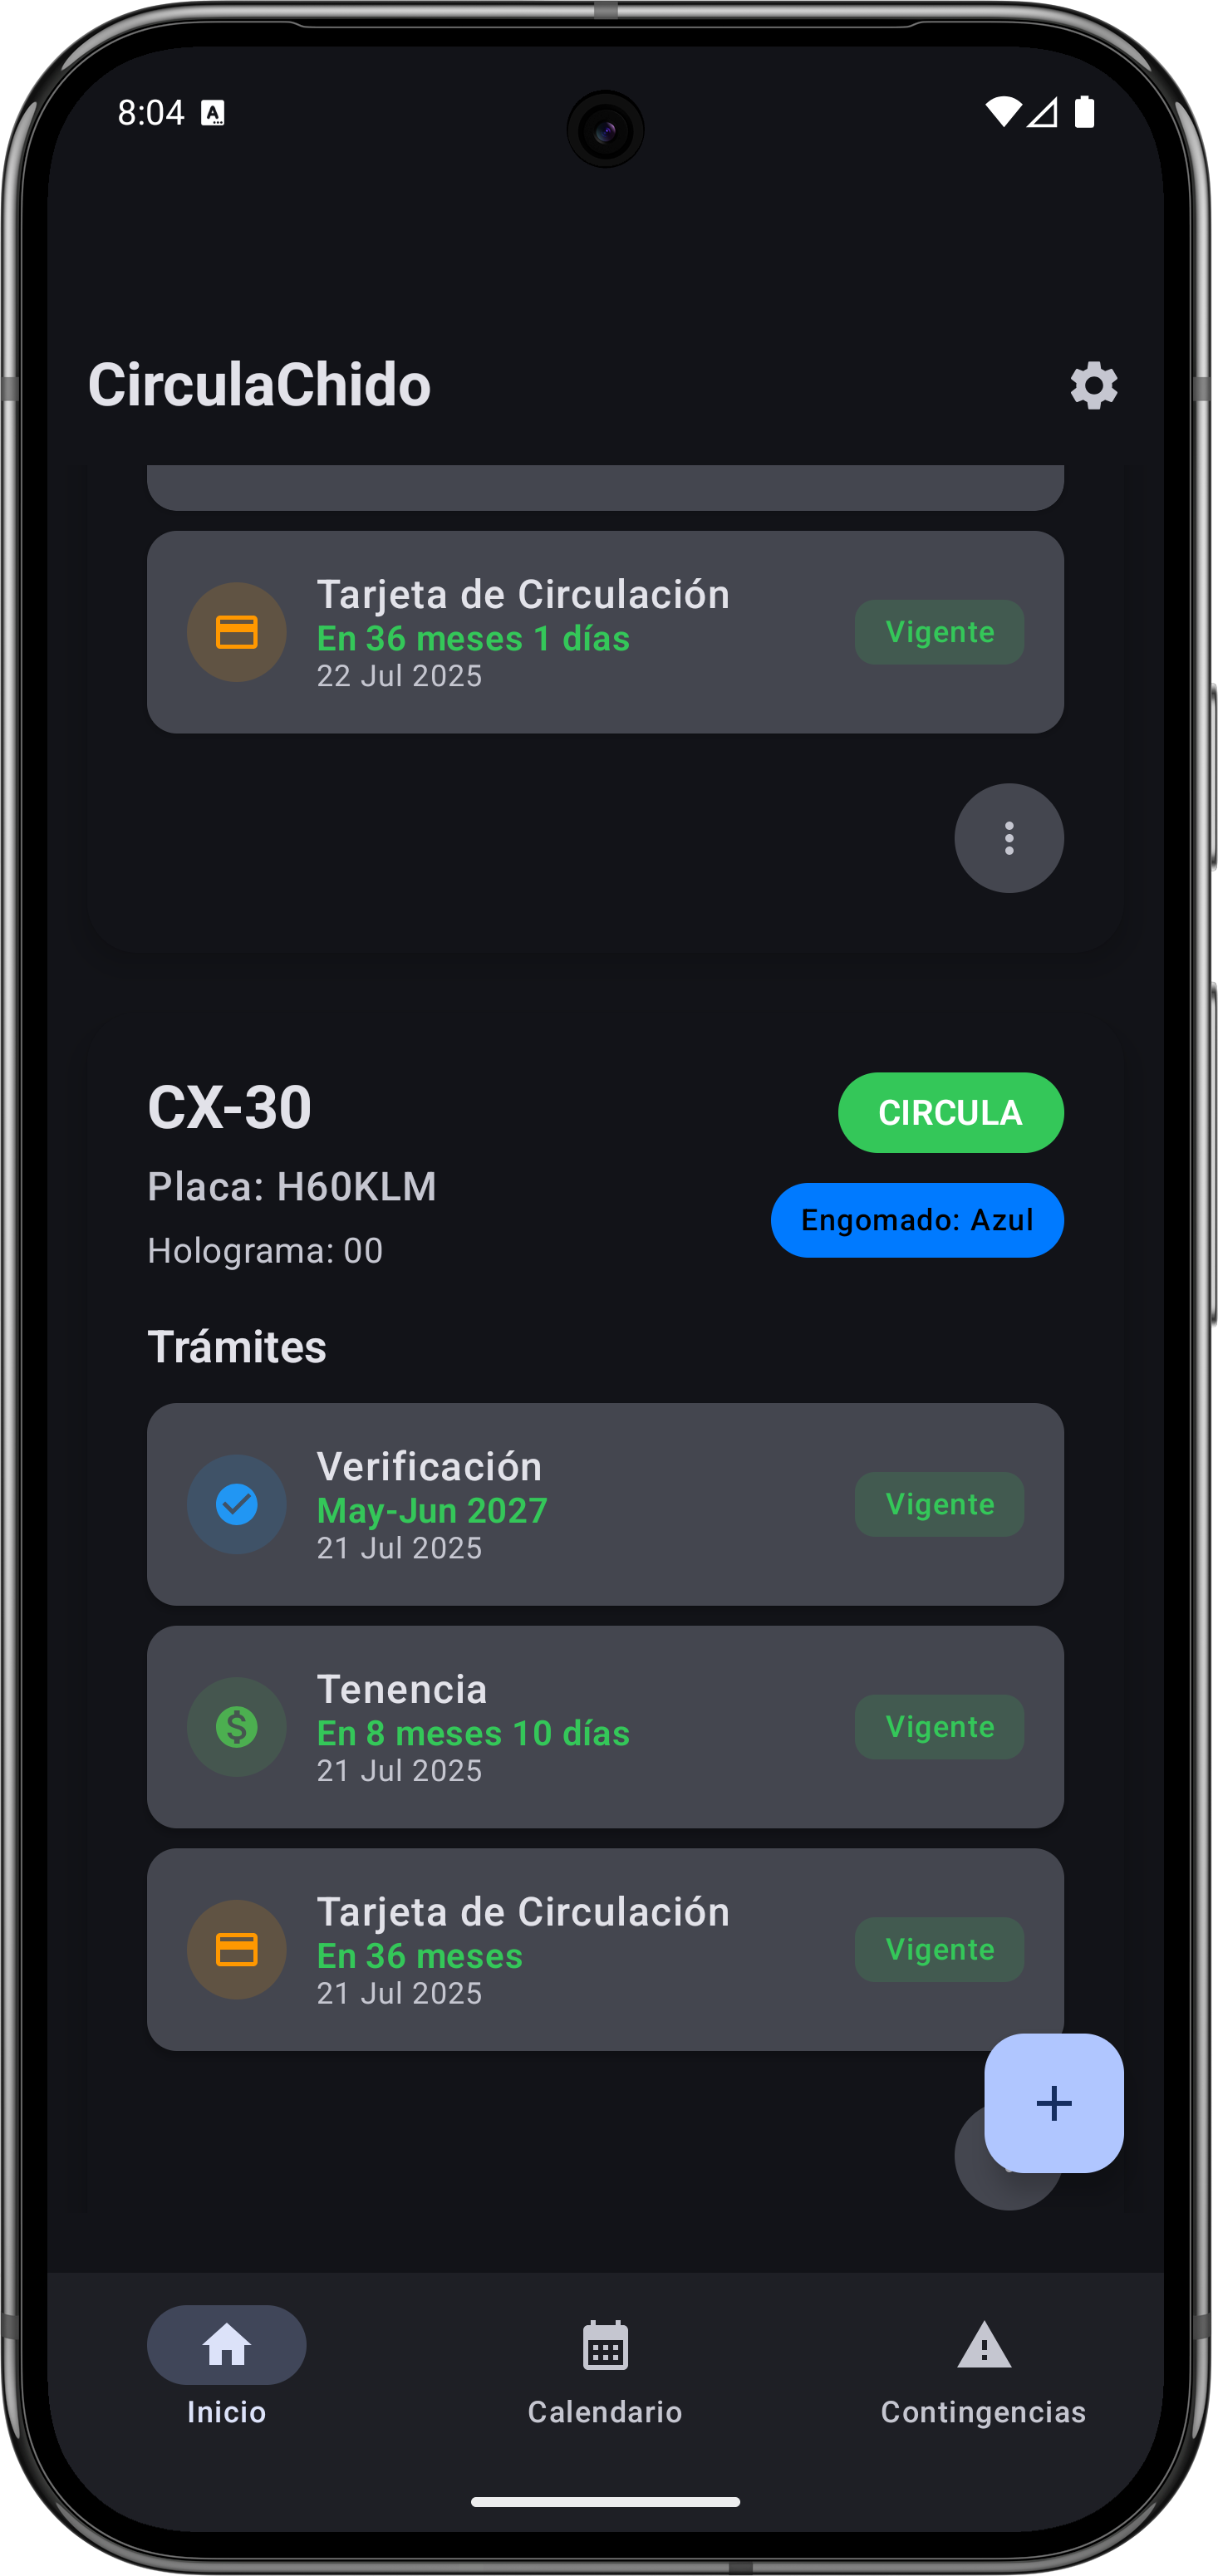 8:04
CirculaChido
Tarjeta de Circulación
En 36 meses 1 días
22 Jul 2025
Vigente
CX-30
CIRCULA
Placa: H60KLM
Engomado: Azul
Holograma: 00
Trámites
Verificación
May-Jun 2027
21 Jul 2025
Vigente
Tenencia
En 8 meses 10 días
21 Jul 2025
Vigente
Tarjeta de Circulación
En 36 meses
21 Jul 2025
Vigente
Inicio
Calendario
Contingencias